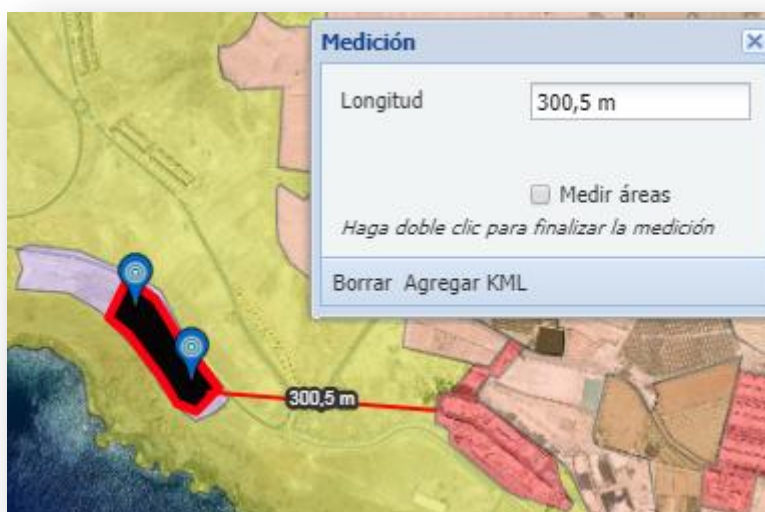 Medición
Longitud 300,5 m
Medir áreas
Haga doble clic para finalizar la medición
Borrar Agregar KML
300,5 m